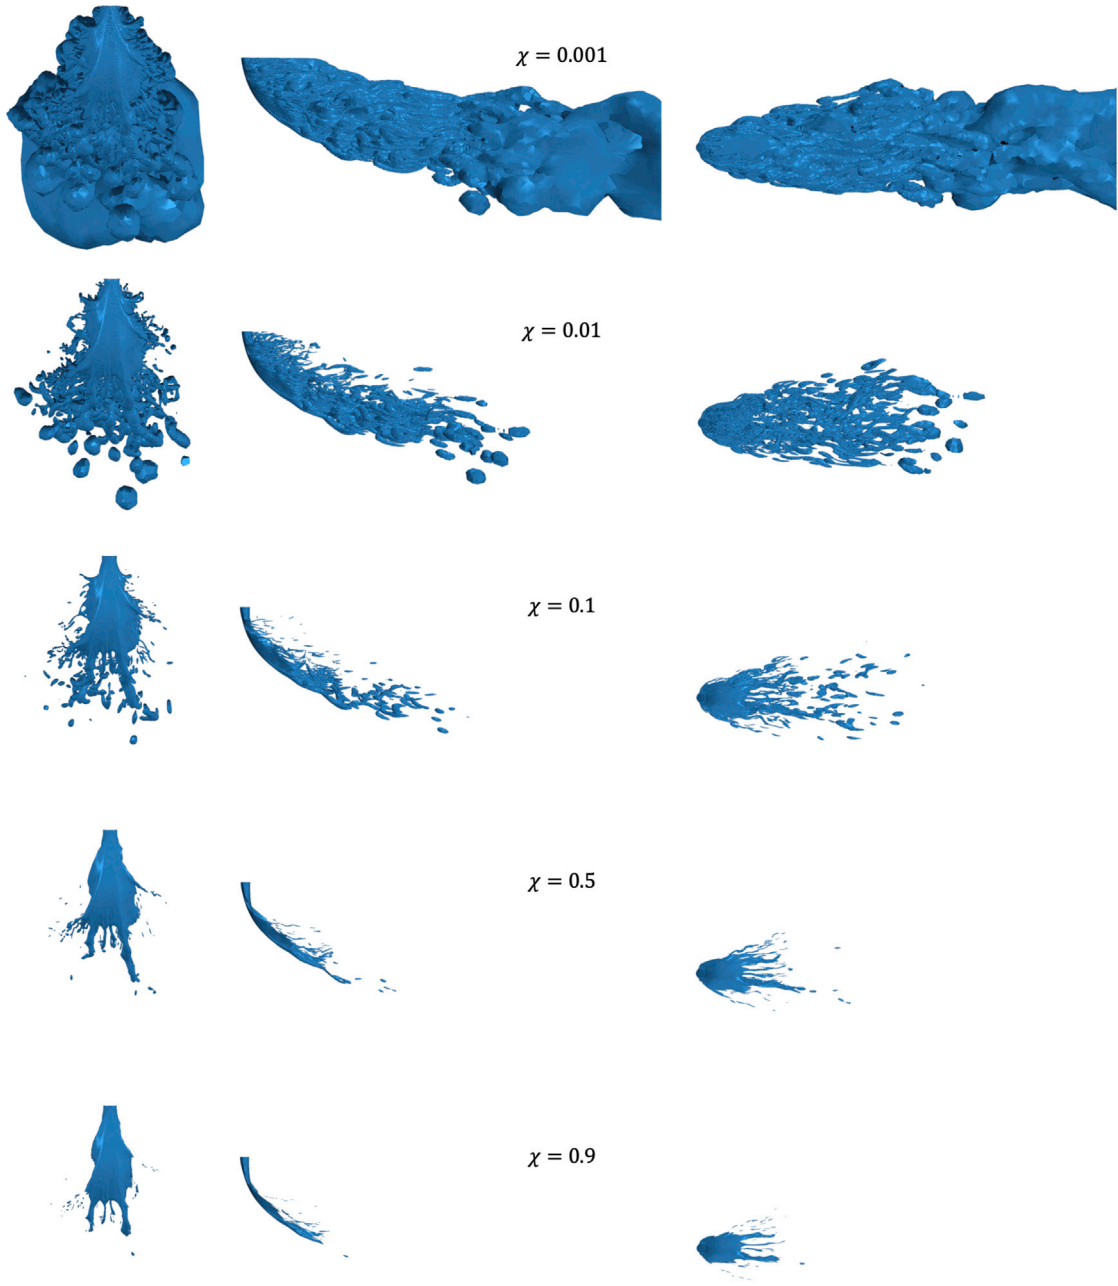 χ = 0.001
χ = 0.01
χ = 0.1
χ = 0.5
χ = 0.9